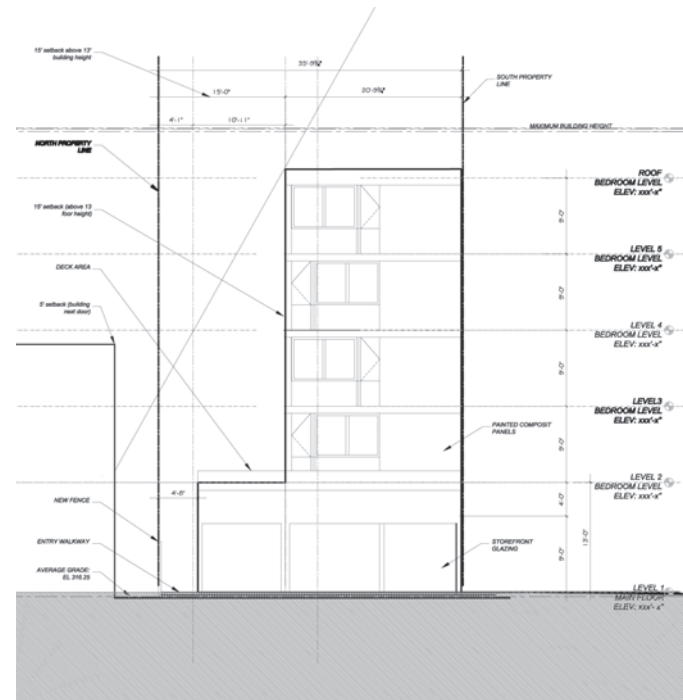 15' setback above 13'
building height
35'-9¾"
15'-0"
20-9¾"
4'-1"
10'-11"
SOUTH PROPERTY
LINE
MAXIMUM BUILDING HEIGHT
NORTH PROPERTY
LINE
ROOF
BEDROOM LEVEL
ELEV: xxx'-x"
15' setback (above 13
floor height)
9'-0"
LEVEL 5
BEDROOM LEVEL
ELEV: xxx'-x"
DECK AREA
9'-0"
5' setback (building
next door)
LEVEL 4
BEDROOM LEVEL
ELEV: xxx'-x"
9'-0"
LEVEL3
BEDROOM LEVEL
ELEV: xxx'-x"
PAINTED COMPOSIT
PANELS
9'-0"
LEVEL 2
BEDROOM LEVEL
ELEV: xxx'-x"
4'-8"
4'-0"
NEW FENCE
13'-0"
ENTRY WALKWAY
STOREFRONT
GLAZING
9'-0"
AVERAGE GRADE:
EL 316.25
LEVEL 1
MAIN FLOOR
ELEV: xxx'- x"